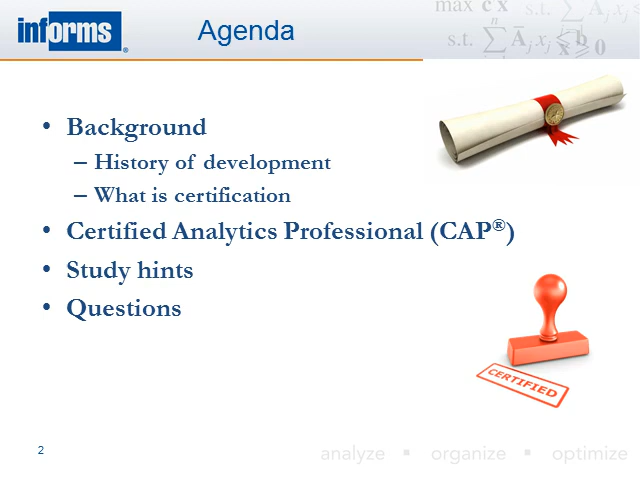 informs®
Agenda
max c x
s.t. ∑ A j x j ≤
n
s.t. ∑ A̅ j x j ≤ b
x ≥ 0
• Background
– History of development
– What is certification
• Certified Analytics Professional (CAP®)
• Study hints
• Questions
CERTIFIED
2
analyze ▪ organize ▪ optimize